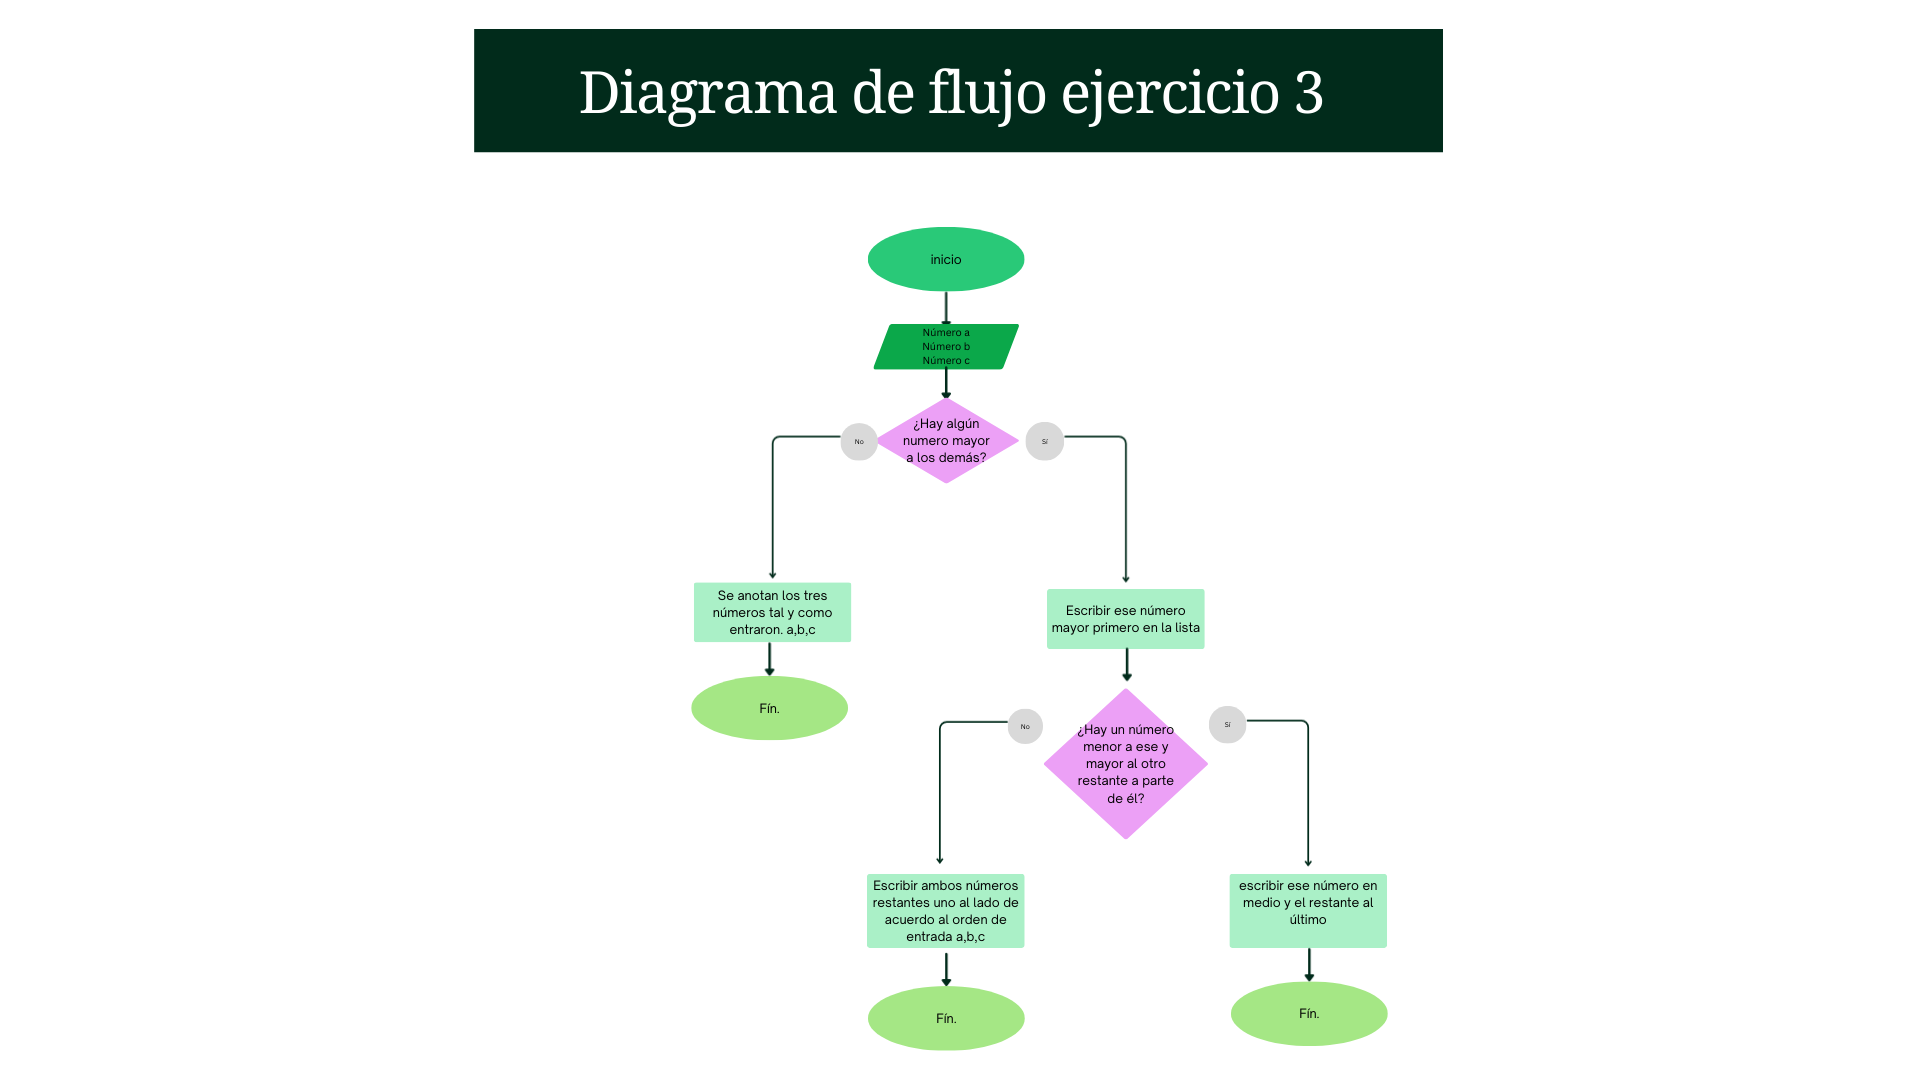 Diagrama de flujo ejercicio 3
inicio
Número a
Número b
Número c
¿Hay algún
numero mayor
a los demás?
No
Sí
Se anotan los tres
números tal y como
entraron. a,b,c
Fín.
Escribir ese número
mayor primero en la lista
¿Hay un número
menor a ese y
mayor al otro
restante a parte
de él?
No
Sí
Escribir ambos números
restantes uno al lado de
acuerdo al orden de
entrada a,b,c
Fín.
escribir ese número en
medio y el restante al
último
Fín.